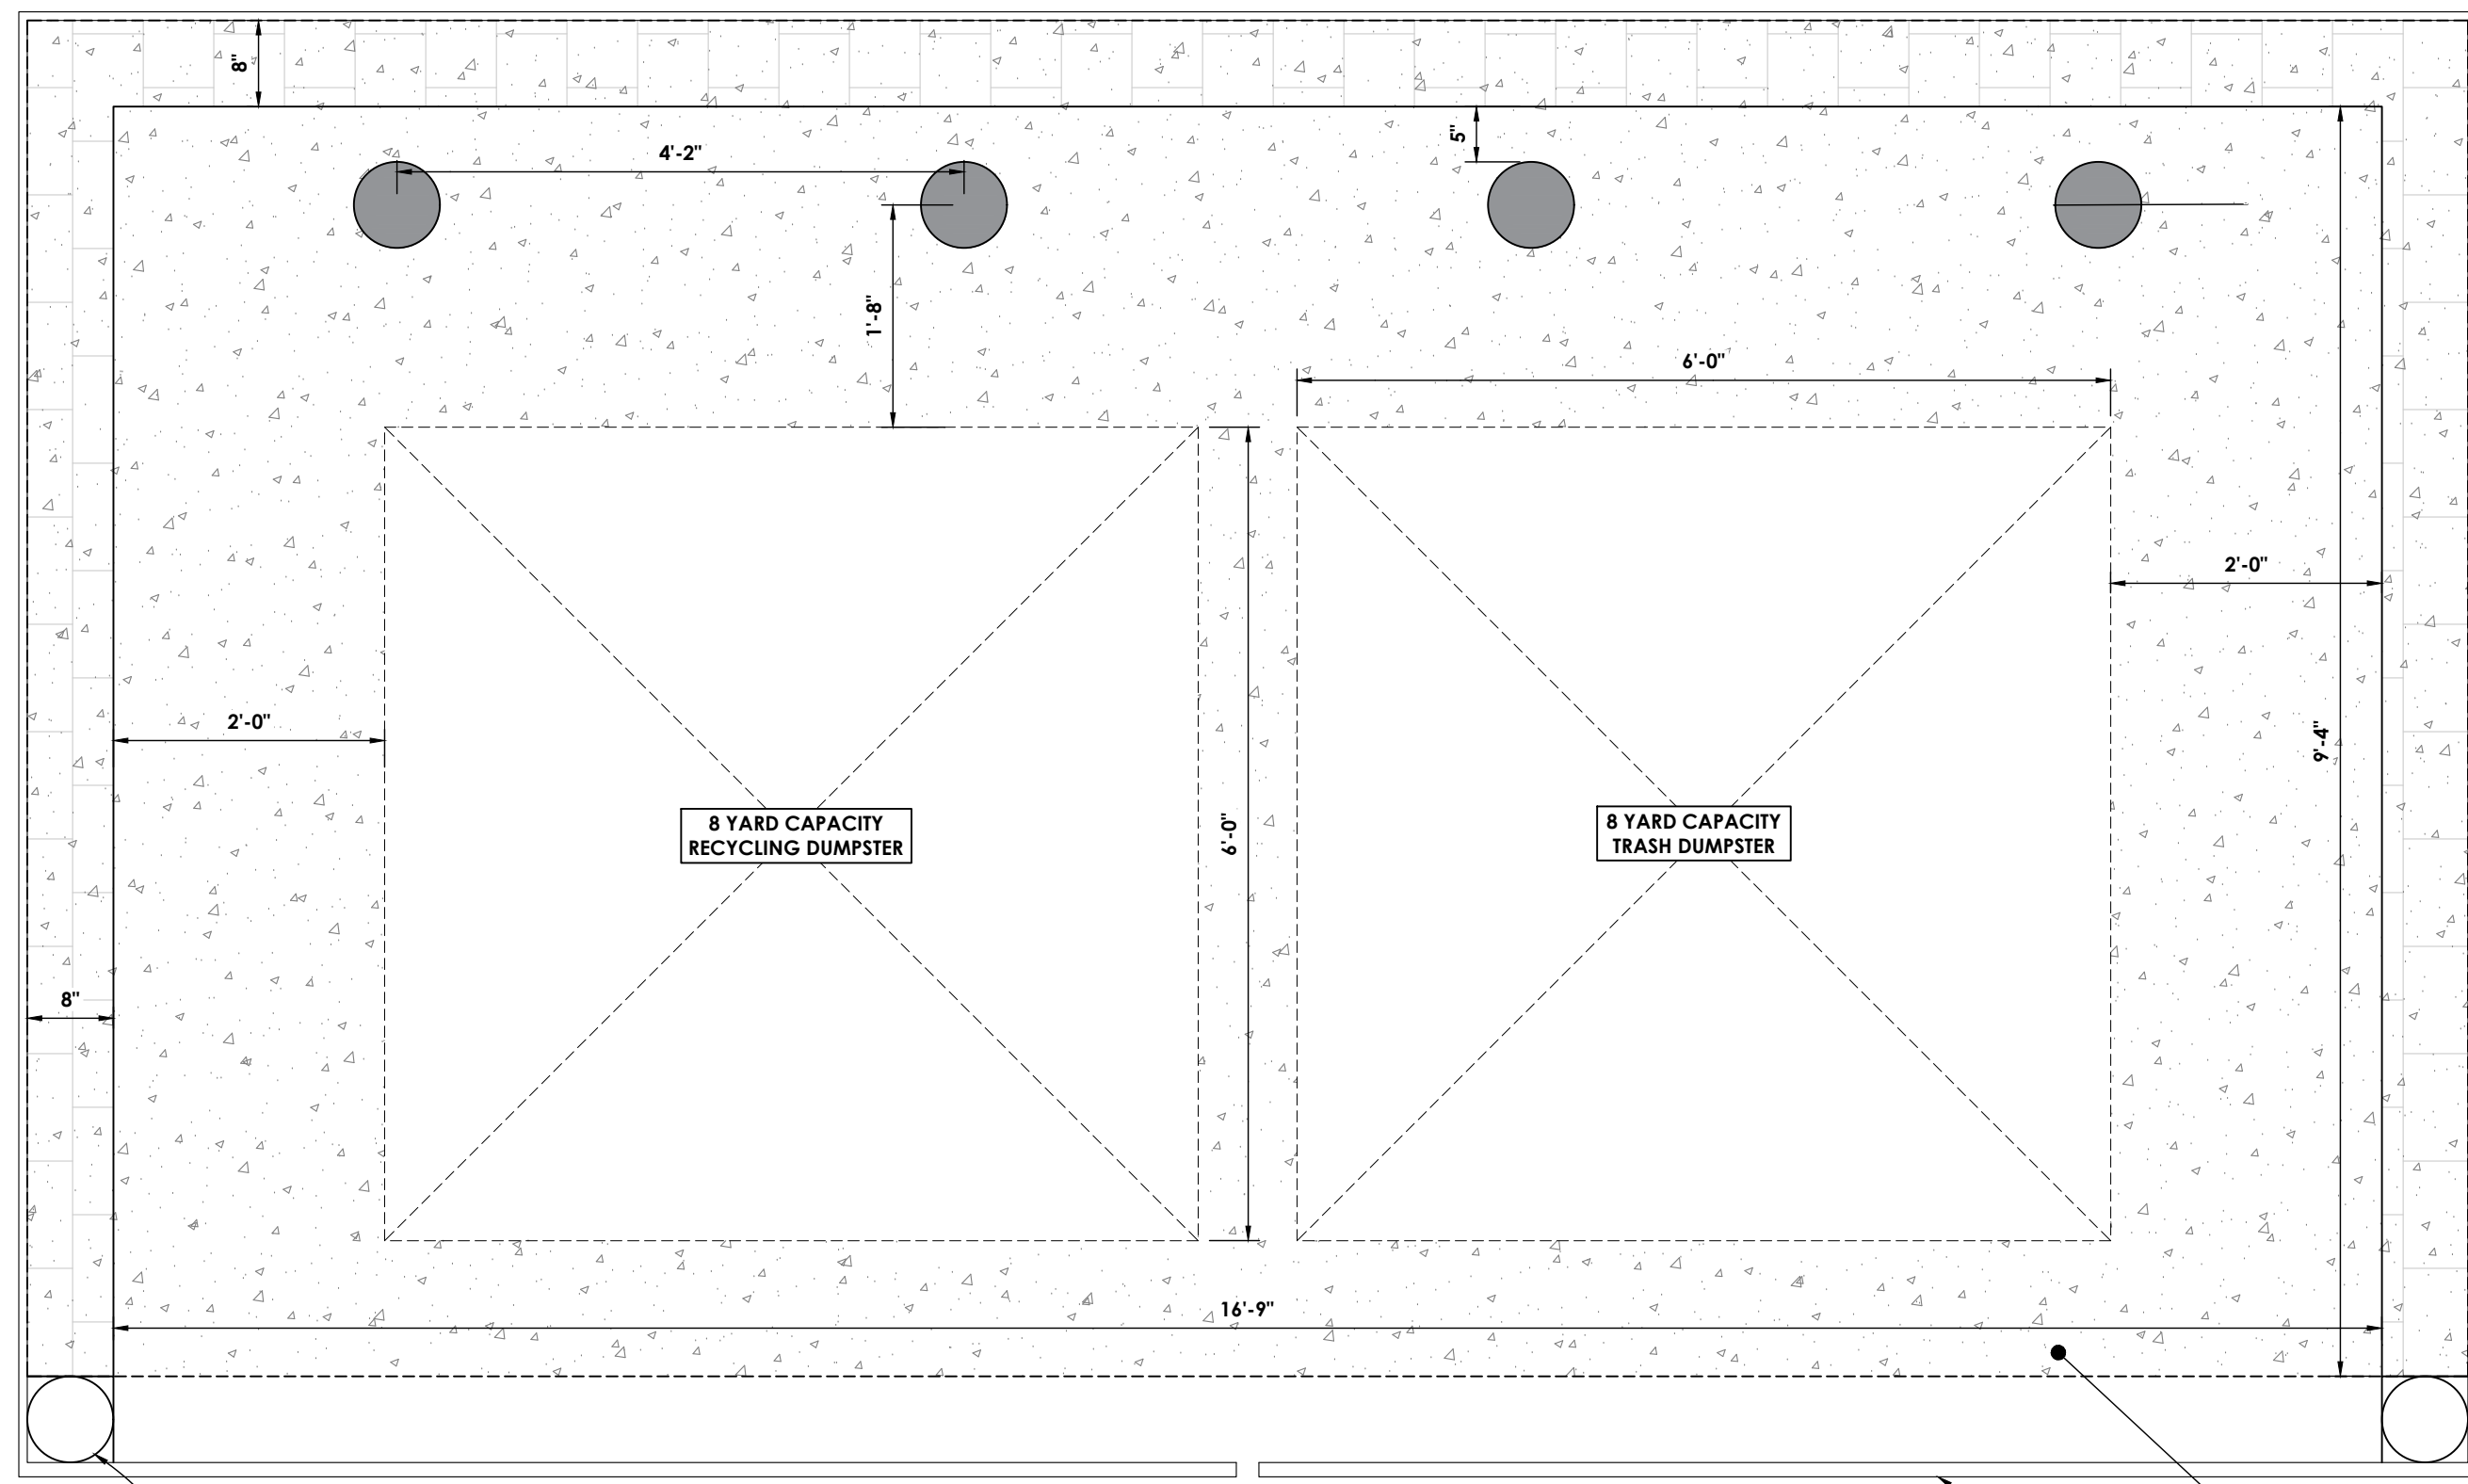 8"
5"
4'-2"
1'-8"
6'-0"
2'-0"
2'-0"
9'-4"
8 YARD CAPACITY
RECYCLING DUMPSTER
6'-0"
8 YARD CAPACITY
TRASH DUMPSTER
8"
16'-9"